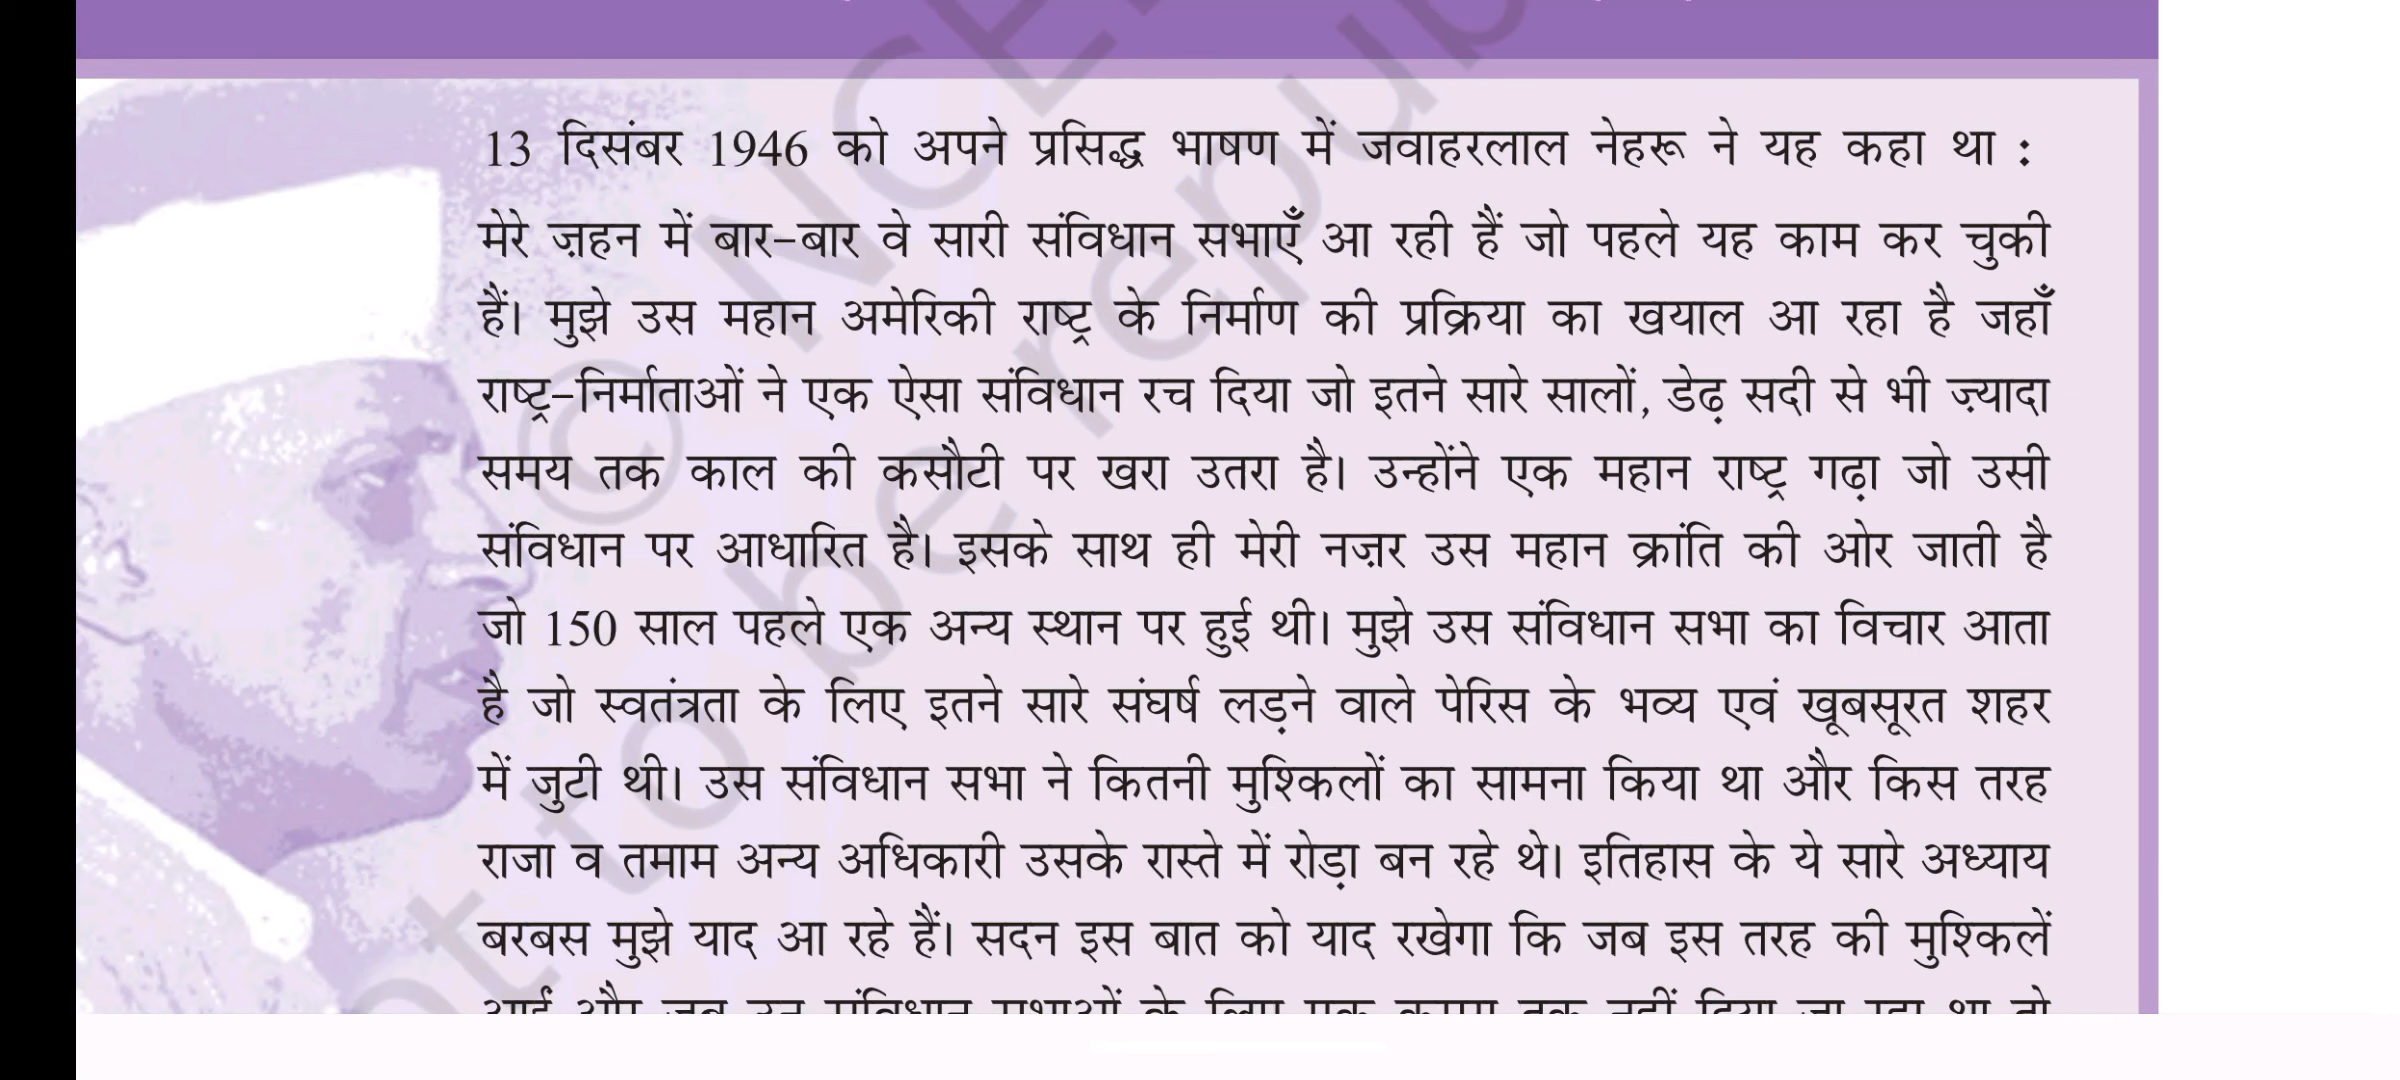 13 दिसंबर 1946 को अपने प्रसिद्ध भाषण में जवाहरलाल नेहरू ने यह कहा था :
मेरे ज़हन में बार-बार वे सारी संविधान सभाएँ आ रही हैं जो पहले यह काम कर चुकी
हैं। मुझे उस महान अमेरिकी राष्ट्र के निर्माण की प्रक्रिया का खयाल आ रहा है जहाँ
राष्ट्र-निर्माताओं ने एक ऐसा संविधान रच दिया जो इतने सारे सालों, डेढ़ सदी से भी ज़्यादा
समय तक काल की कसौटी पर खरा उतरा है। उन्होंने एक महान राष्ट्र गढ़ा जो उसी
संविधान पर आधारित है। इसके साथ ही मेरी नज़र उस महान क्रांति की ओर जाती है
जो 150 साल पहले एक अन्य स्थान पर हुई थी। मुझे उस संविधान सभा का विचार आता
है जो स्वतंत्रता के लिए इतने सारे संघर्ष लड़ने वाले पेरिस के भव्य एवं खूबसूरत शहर
में जुटी थी। उस संविधान सभा ने कितनी मुश्किलों का सामना किया था और किस तरह
राजा व तमाम अन्य अधिकारी उसके रास्ते में रोड़ा बन रहे थे। इतिहास के ये सारे अध्याय
बरबस मुझे याद आ रहे हैं। सदन इस बात को याद रखेगा कि जब इस तरह की मुश्किलें
© NCE
be repub
to